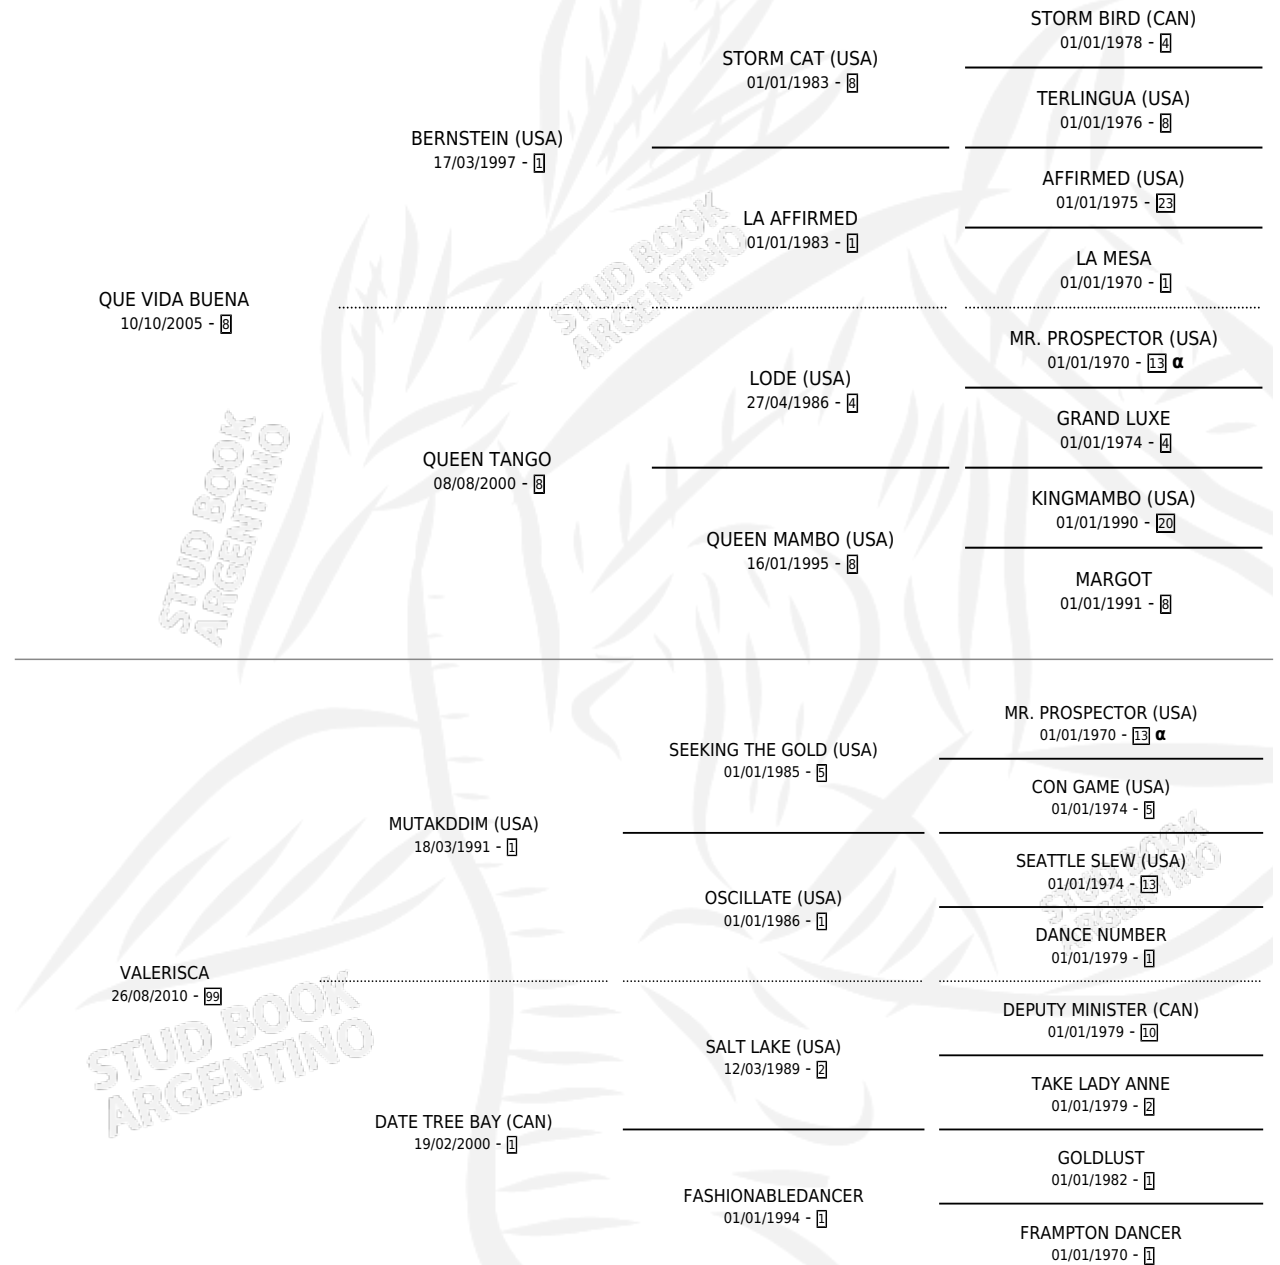 STORM BIRD (CAN)
01/01/1978 - 4
STORM CAT (USA)
01/01/1983 - 8
TERLINGUA (USA)
01/01/1976 - 8
BERNSTEIN (USA)
17/03/1997 - 1
AFFIRMED (USA)
01/01/1975 - 23
LA AFFIRMED
01/01/1983 - 1
LA MESA
01/01/1970 - 1
QUE VIDA BUENA
10/10/2005 - 8
MR. PROSPECTOR (USA)
01/01/1970 - 13 α
LODE (USA)
27/04/1986 - 4
GRAND LUXE
01/01/1974 - 4
QUEEN TANGO
08/08/2000 - 8
KINGMAMBO (USA)
01/01/1990 - 20
QUEEN MAMBO (USA)
16/01/1995 - 8
MARGOT
01/01/1991 - 8
MR. PROSPECTOR (USA)
01/01/1970 - 13 α
SEEKING THE GOLD (USA)
01/01/1985 - 5
CON GAME (USA)
01/01/1974 - 5
MUTAKDDIM (USA)
18/03/1991 - 1
SEATTLE SLEW (USA)
01/01/1974 - 13
OSCILLATE (USA)
01/01/1986 - 1
DANCE NUMBER
01/01/1979 - 1
VALERISCA
26/08/2010 - 99
DEPUTY MINISTER (CAN)
01/01/1979 - 10
SALT LAKE (USA)
12/03/1989 - 2
TAKE LADY ANNE
01/01/1979 - 2
DATE TREE BAY (CAN)
19/02/2000 - 1
GOLDLUST
01/01/1982 - 1
FASHIONABLEDANCER
01/01/1994 - 1
FRAMPTON DANCER
01/01/1970 - 1
STUD BOOK
ARGENTINO
STUD BOOK
ARGENTINO
STUD BOOK
ARGENTINO
STUD BOOK
ARGENTINO